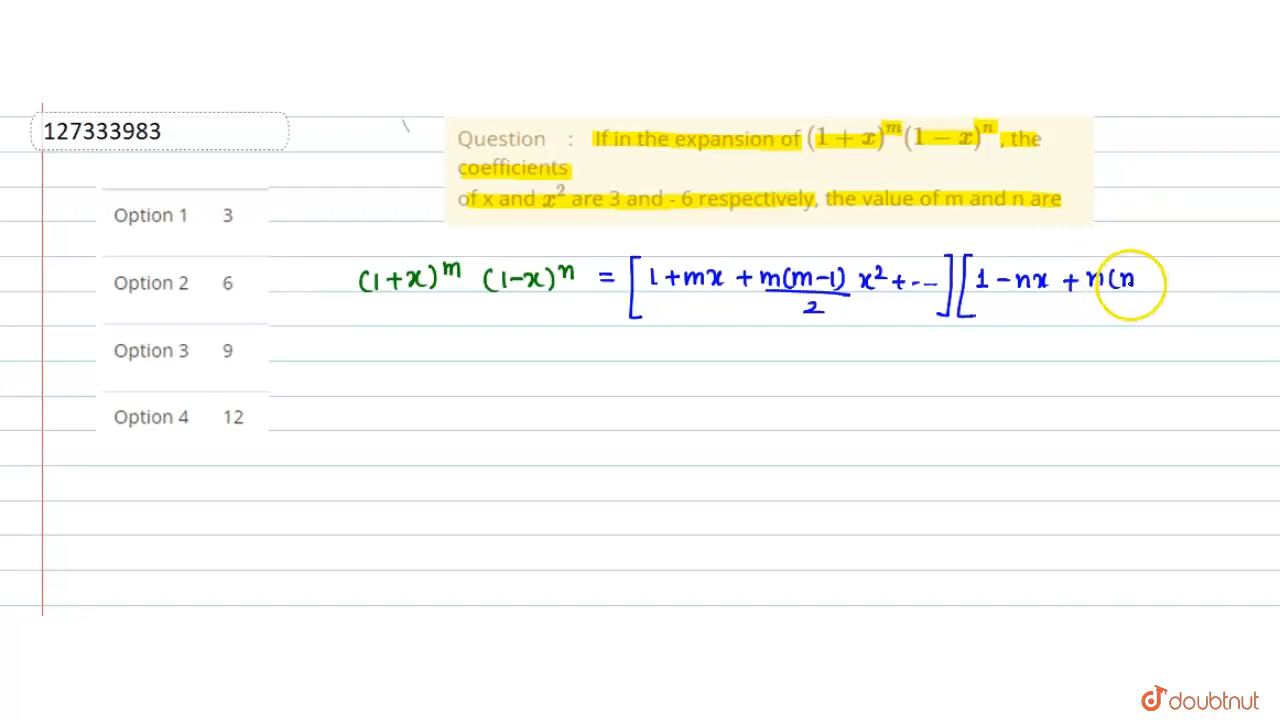 127333983
Question : If in the expansion of (1 + x)^m (1 − x)^n, the
coefficients
of x and x² are 3 and - 6 respectively, the value of m and n are
Option 1 3
Option 2 6
Option 3 9
Option 4 12
(1+x)^m (1-x)^n = [1+mx + m(m-1)/2 x² + ---] [1 - nx + n(n
doubtnut